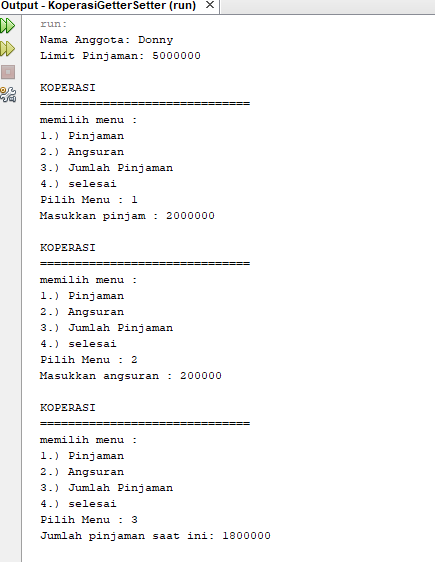 Output - KoperasiGetterSetter (run) ×
run:
Nama Anggota: Donny
Limit Pinjaman: 5000000
KOPERASI
==============================
memilih menu :
1.) Pinjaman
2.) Angsuran
3.) Jumlah Pinjaman
4.) selesai
Pilih Menu : 1
Masukkan pinjam : 2000000
KOPERASI
==============================
memilih menu :
1.) Pinjaman
2.) Angsuran
3.) Jumlah Pinjaman
4.) selesai
Pilih Menu : 2
Masukkan angsuran : 200000
KOPERASI
==============================
memilih menu :
1.) Pinjaman
2.) Angsuran
3.) Jumlah Pinjaman
4.) selesai
Pilih Menu : 3
Jumlah pinjaman saat ini: 1800000